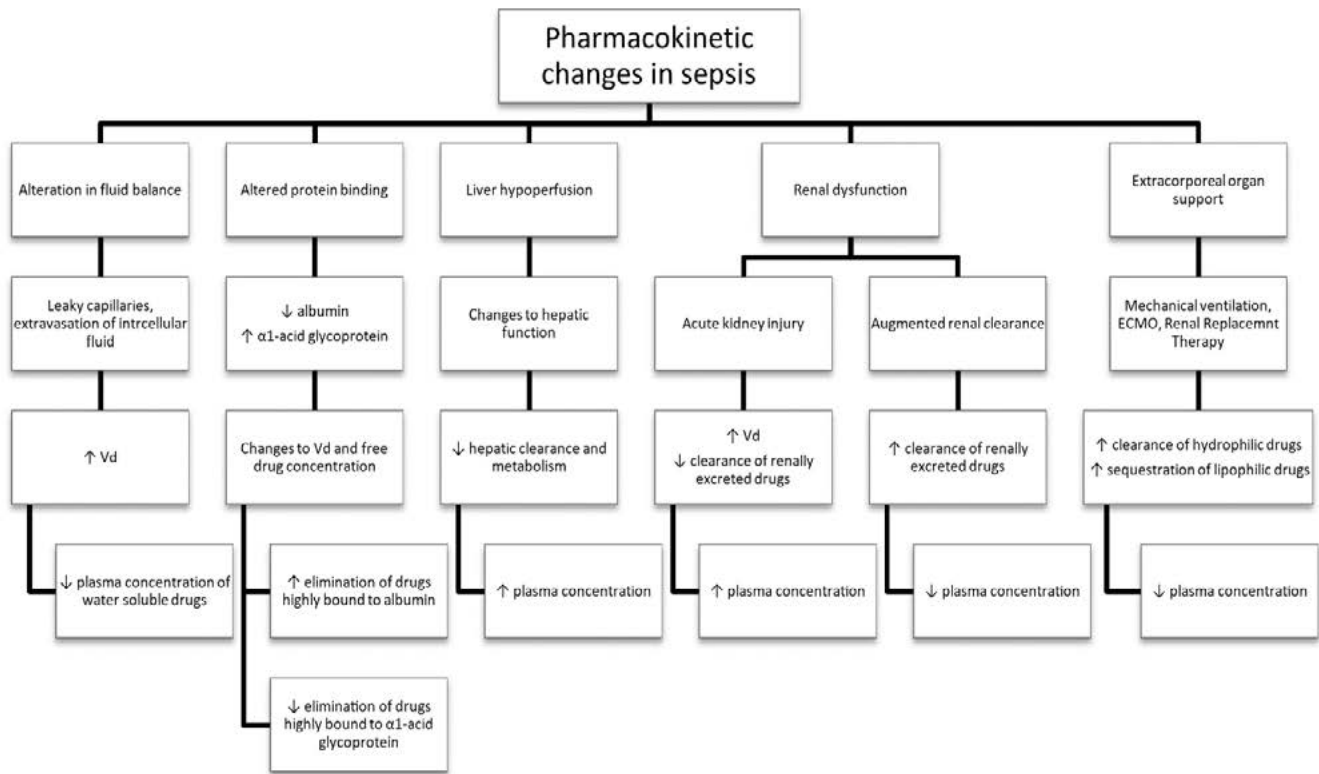 Pharmacokinetic
changes in sepsis
Alteration in fluid balance
Altered protein binding
Liver hypoperfusion
Renal dysfunction
Extracorporeal organ
support
Leaky capillaries,
extravasation of intrcellular
fluid
↓ albumin
↑ α1-acid glycoprotein
Changes to hepatic
function
Acute kidney injury
Augmented renal clearance
Mechanical ventilation,
ECMO, Renal Replacemnt
Therapy
↑ Vd
Changes to Vd and free
drug concentration
↓ hepatic clearance and
metabolism
↑ Vd
↓ clearance of renally
excreted drugs
↑ clearance of renally
excreted drugs
↑ clearance of hydrophilic drugs
↑ sequestration of lipophilic drugs
↓ plasma concentration of
water soluble drugs
↑ elimination of drugs
highly bound to albumin
↑ plasma concentration
↑ plasma concentration
↓ plasma concentration
↓ plasma concentration
↓ elimination of drugs
highly bound to α1-acid
glycoprotein